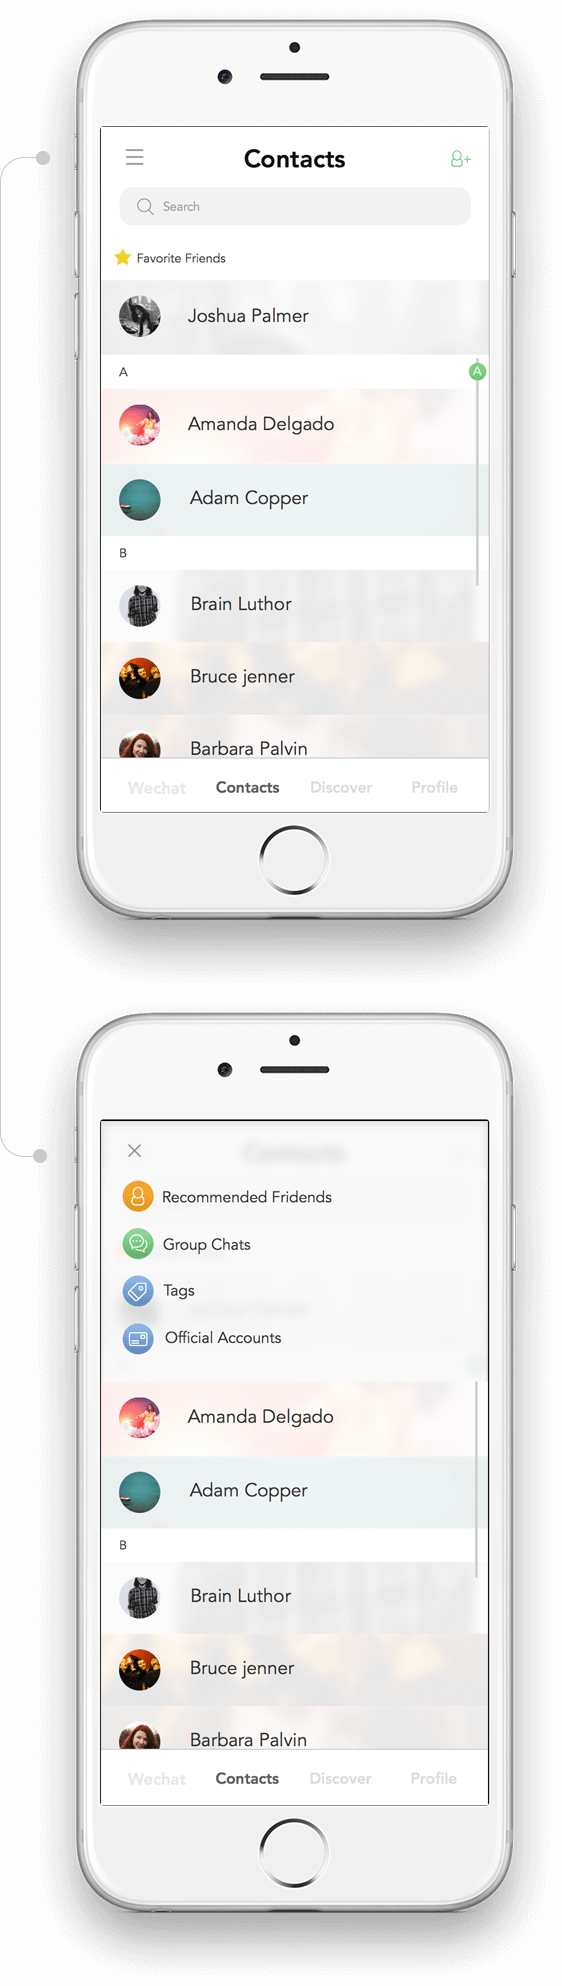 Contacts
Search
Favorite Friends
Joshua Palmer
A
A
Amanda Delgado
Adam Copper
B
Brain Luthor
Bruce jenner
Barbara Palvin
Wechat Contacts Discover Profile
Contacts
Recommended Fridends
Group Chats
Tags
Official Accounts
Amanda Delgado
Adam Copper
B
Brain Luthor
Bruce jenner
Barbara Palvin
Wechat Contacts Discover Profile